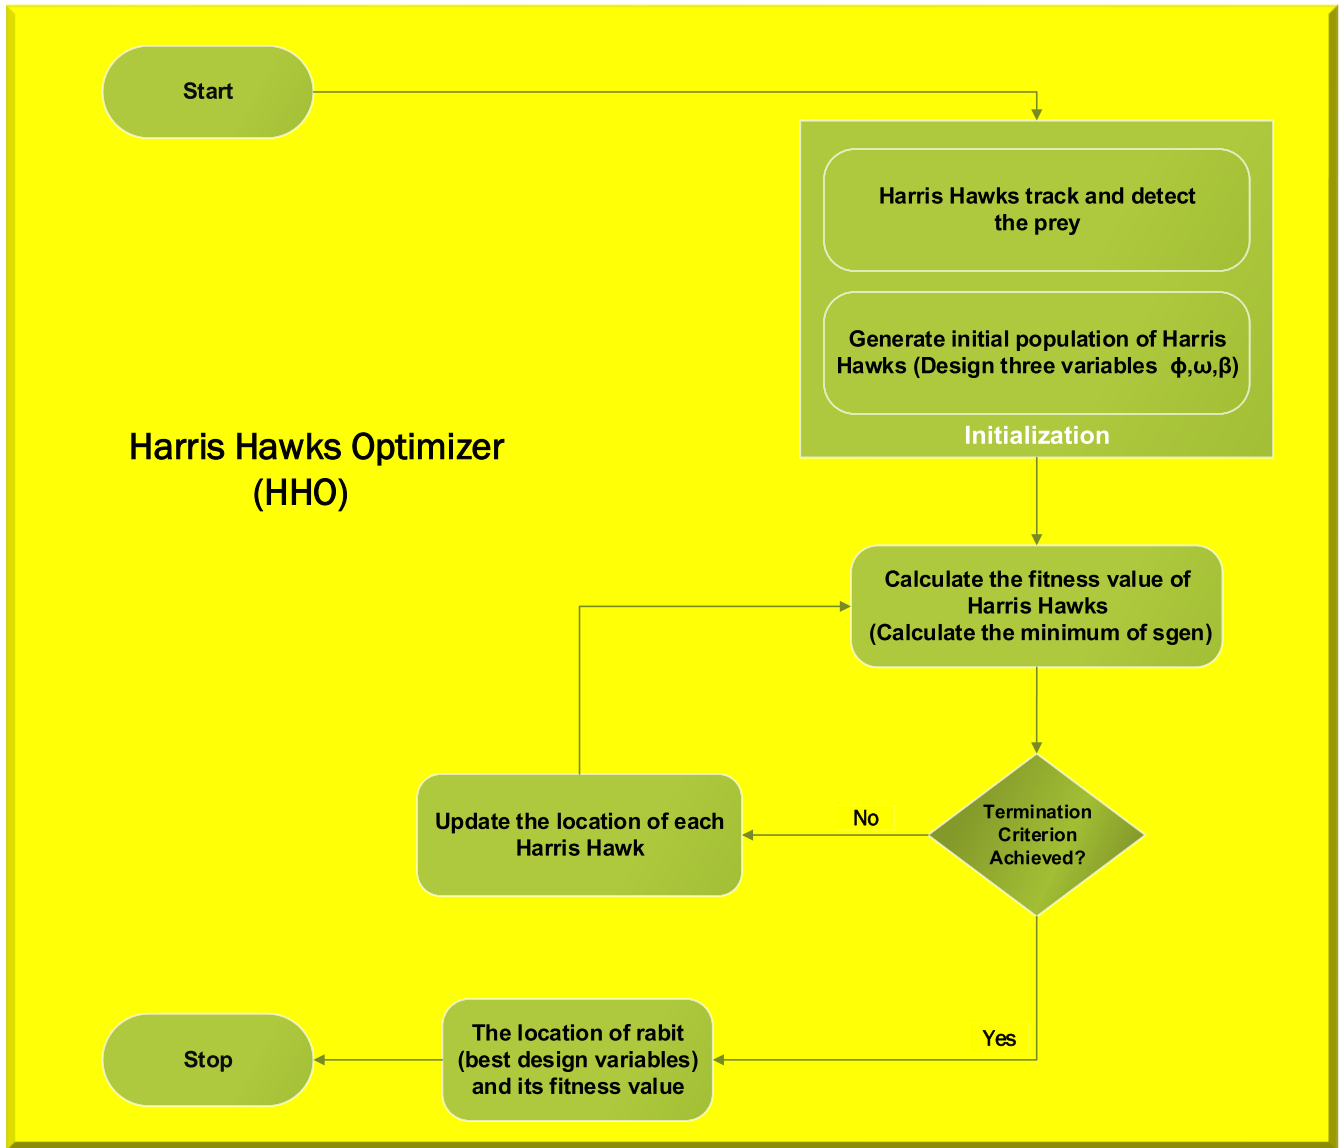 Start
Harris Hawks track and detect
the prey
Generate initial population of Harris
Hawks (Design three variables ϕ,ω,β)
Initialization
Harris Hawks Optimizer
(HHO)
Calculate the fitness value of
Harris Hawks
(Calculate the minimum of sgen)
Termination
Criterion
Achieved?
No
Update the location of each
Harris Hawk
Yes
The location of rabit
(best design variables)
and its fitness value
Stop